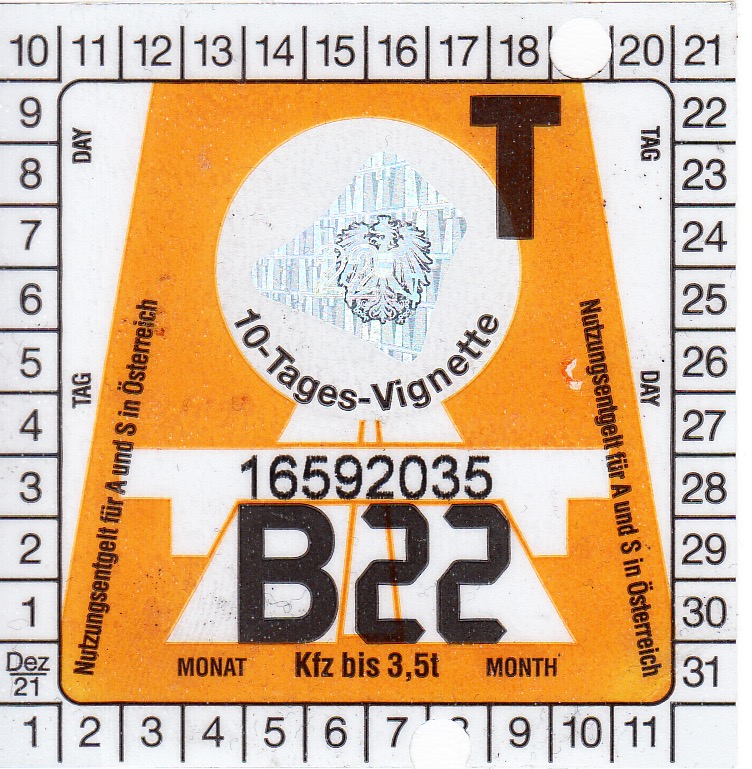 10 11 12 13 14 15 16 17 18 20 21
9 22
8 23
7 24
6 25
5 26
4 27
3 28
2 29
1 30
Dez
21
31
1 2 3 4 5 6 7 9 10 11
DAY
TAG
T
TAG
DAY
10-Tages-Vignette
Nutzungsentgelt für A und S in Österreich
Nutzungsentgelt für A und S in Österreich
16592035
B22
MONAT Kfz bis 3,5t MONTH